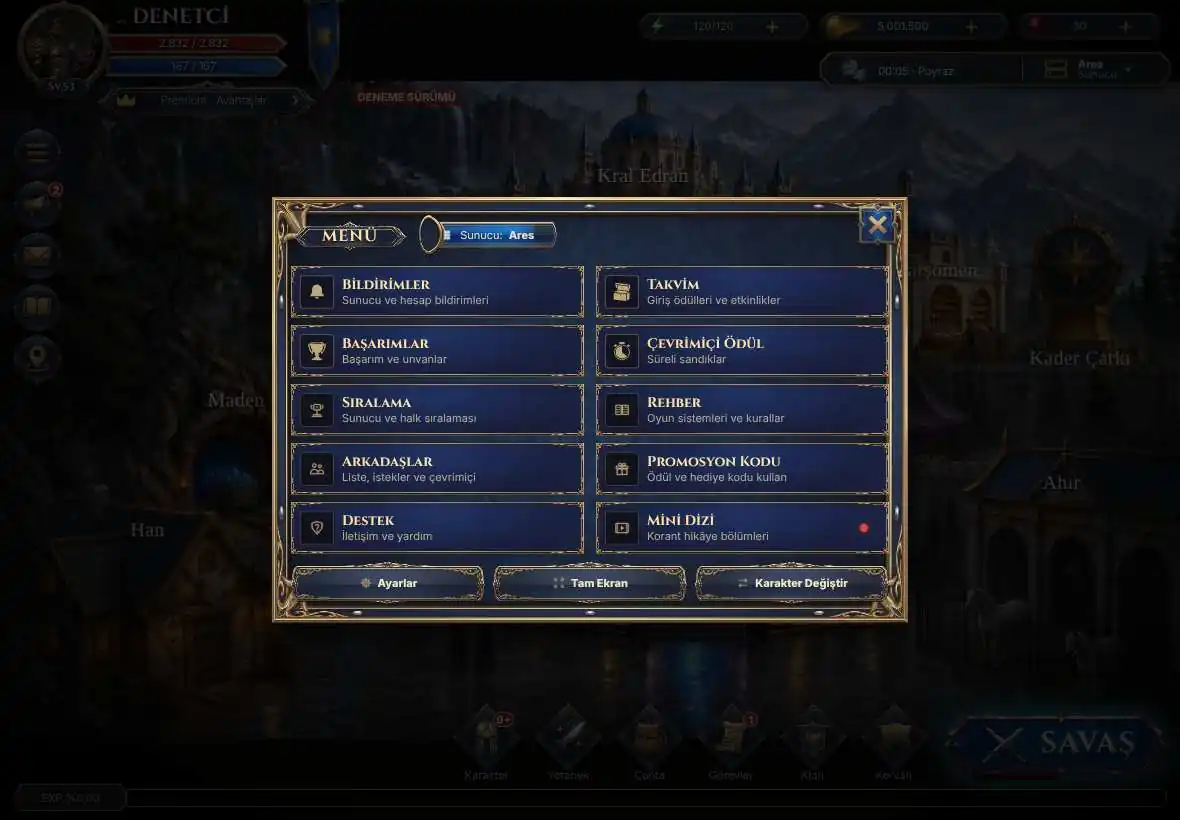 DENETCİ
2.832 / 2.832
167 / 167
Sv.53
Premium Avantajlar
120/120
5.001.500
30
00:05 · Poyraz
Ares
Sunucu
DENEME SÜRÜMÜ
2
Kral Edran
MENÜ
Sunucu: Ares
BİLDİRİMLER
Sunucu ve hesap bildirimleri
TAKVİM
Giriş ödülleri ve etkinlikler
BAŞARIMLAR
Başarım ve unvanlar
ÇEVRİMİÇİ ÖDÜL
Süreli sandıklar
SIRALAMA
Sunucu ve halk sıralaması
REHBER
Oyun sistemleri ve kurallar
ARKADAŞLAR
Liste, istekler ve çevrimiçi
PROMOSYON KODU
Ödül ve hediye kodu kullan
DESTEK
İletişim ve yardım
MİNİ DİZİ
Korant hikâye bölümleri
Ayarlar
Tam Ekran
Karakter Değiştir
Kader Çarkı
Maden
Ahır
Han
9+
1
Karakter
Yetenek
Çanta
Görevler
Klan
SAVAŞ